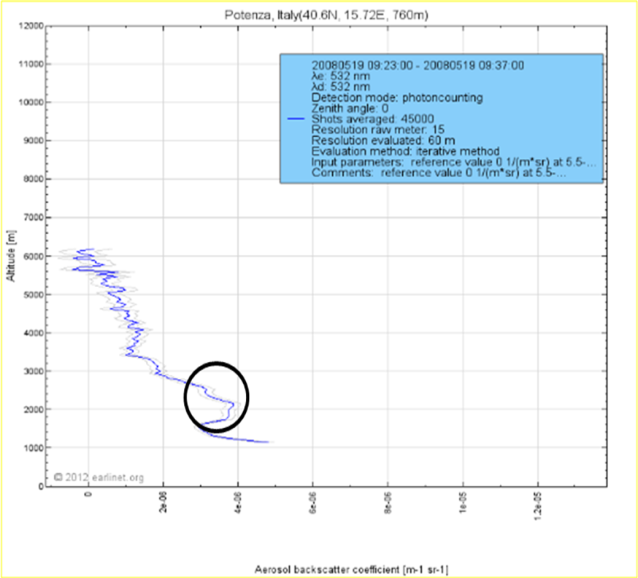 Potenza, Italy(40.6N, 15.72E, 760m)
12000
11000
10000
9000
8000
7000
6000
5000
4000
3000
2000
1000
0
Altitude [m]
20080519 09:23:00 - 20080519 09:37:00
λe: 532 nm
λd: 532 nm
Detection mode: photoncounting
Zenith angle: 0
Shots averaged: 45000
Resolution raw meter: 15
Resolution evaluated: 60 m
Evaluation method: iterative method
Input parameters: reference value 0 1/(m*sr) at 5.5-...
Comments: reference value 0 1/(m*sr) at 5.5-...
© 2012 earlinet.org
0
2e-06
4e-06
6e-06
8e-06
1e-05
1.2e-05
Aerosol backscatter coefficient [m-1 sr-1]